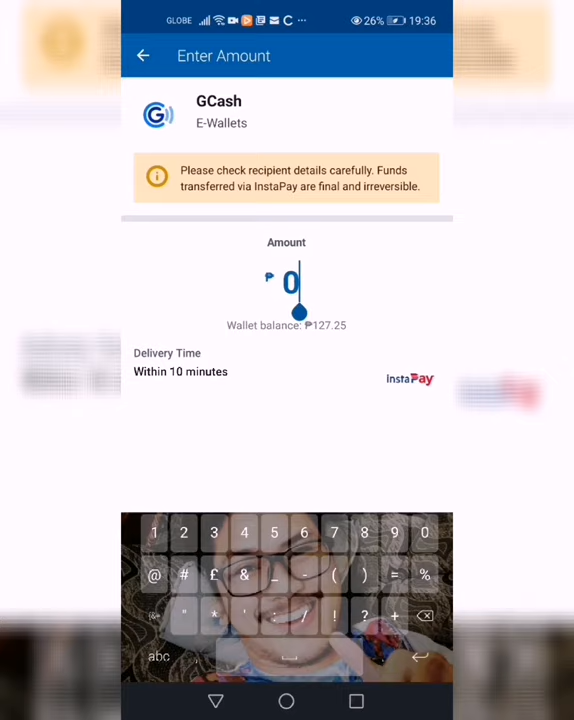 GLOBE 26% 19:36
Enter Amount
GCash
E-Wallets
Please check recipient details carefully. Funds
transferred via InstaPay are final and irreversible.
Amount
₱ 0
Wallet balance: ₱127.25
Delivery Time
Within 10 minutes
instaPay
1 2 3 4 5 6 7 8 9 0
@ # £ & _ - ( ) = %
" * ' : / ! ? +
abc , .